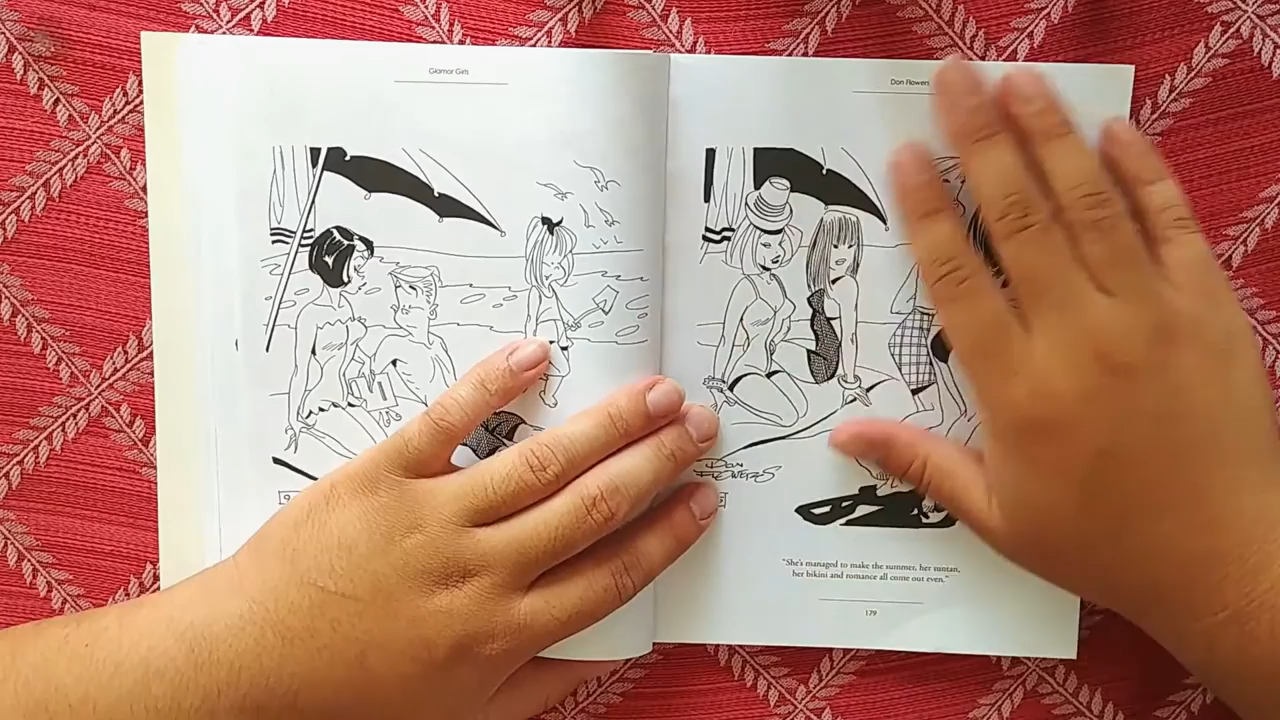 Glamor Girls
Don Flowers
DON
FLOWERS
"She's managed to make the summer, her suntan,
her bikini and romance all come out even."
179